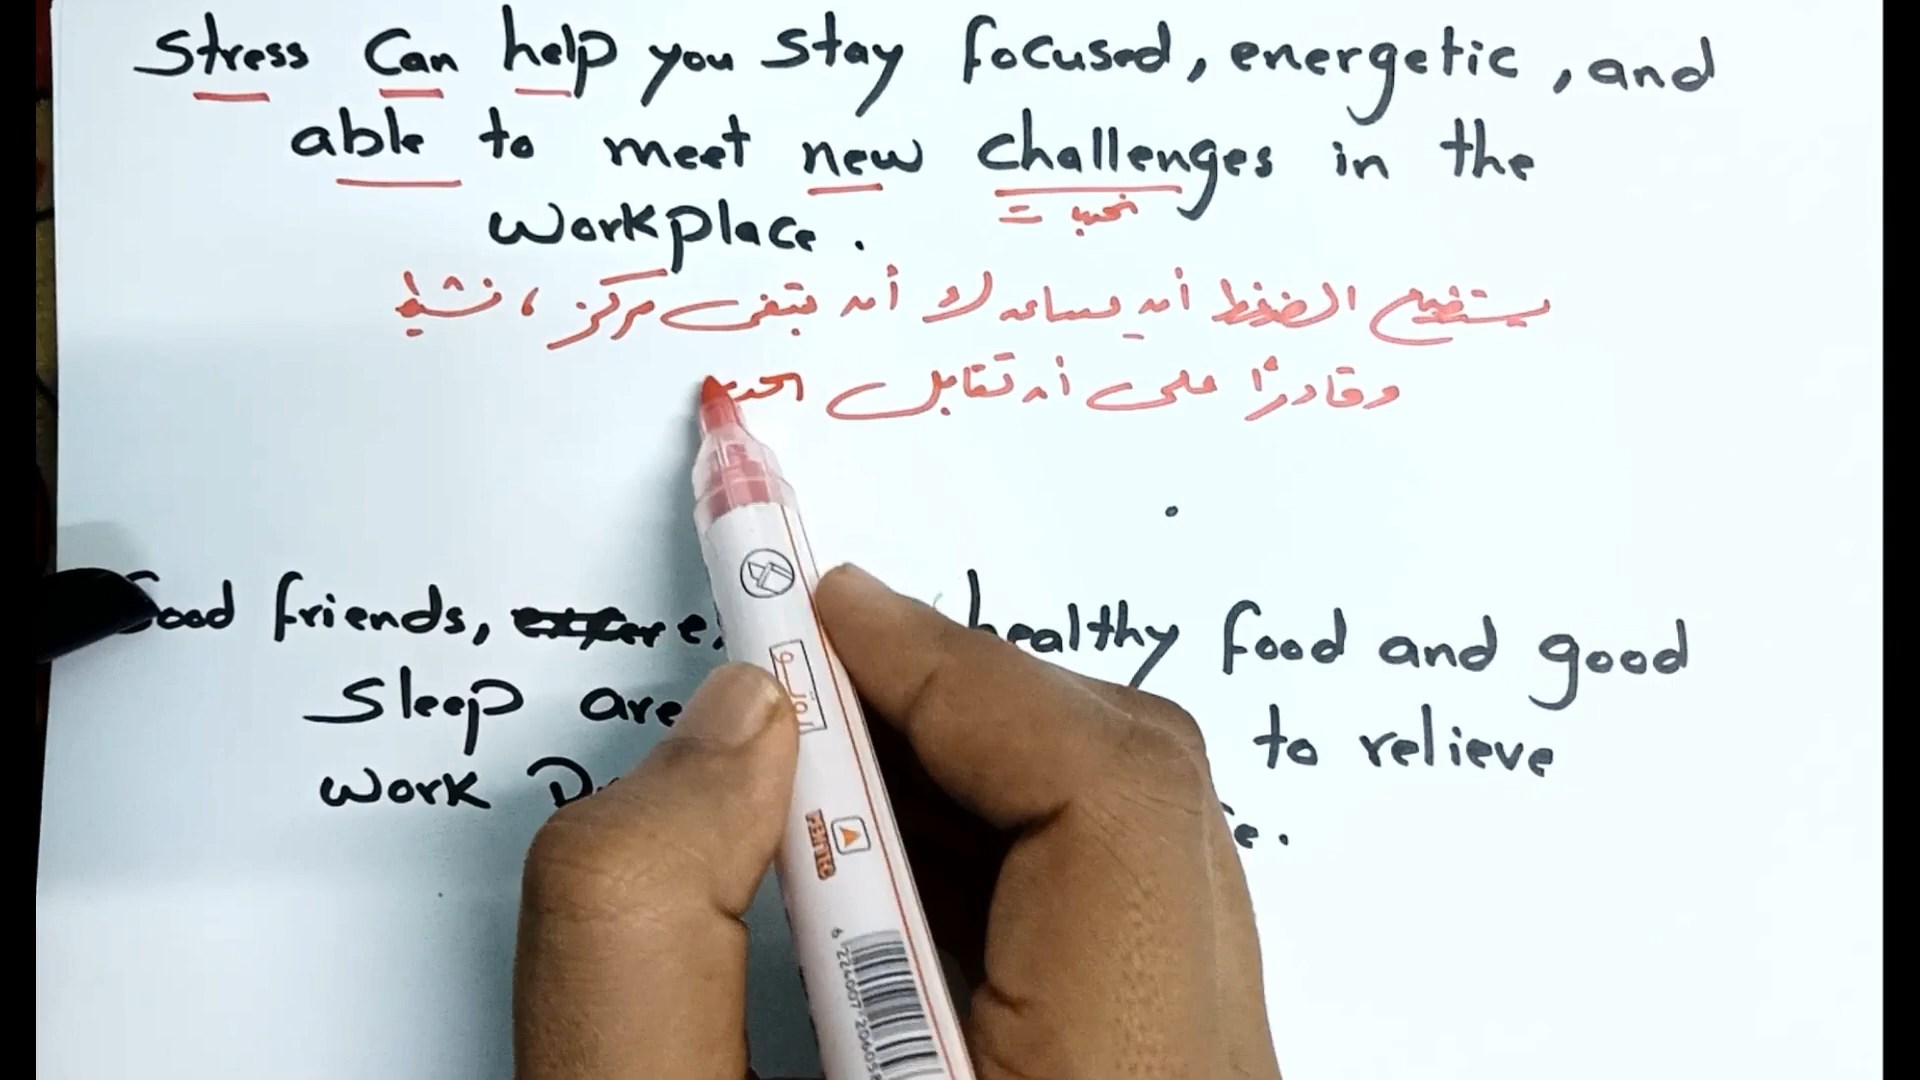 Stress Can help you stay focused, energetic, and
able to meet new challenges in the
workplace.
تحديات
يستطيع الضغط أن يساعدك أن تبقى مركز، نشيط
وقادرًا على أن تقابل
Good friends, healthy food and good
Sleep are to relieve
work
PENTEC